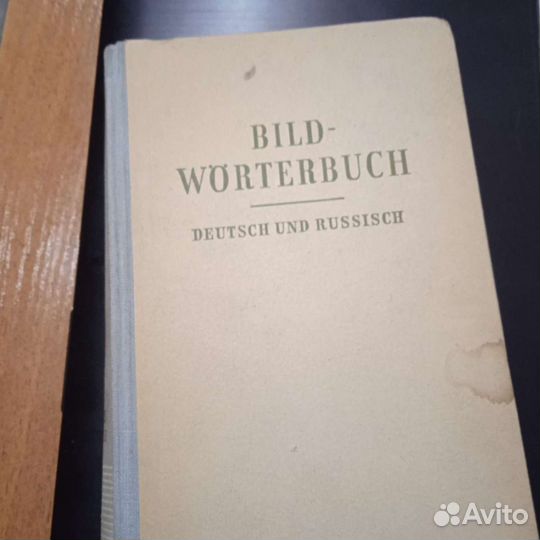 BILD-
WÖRTERBUCH
DEUTSCH UND RUSSISCH
Avito